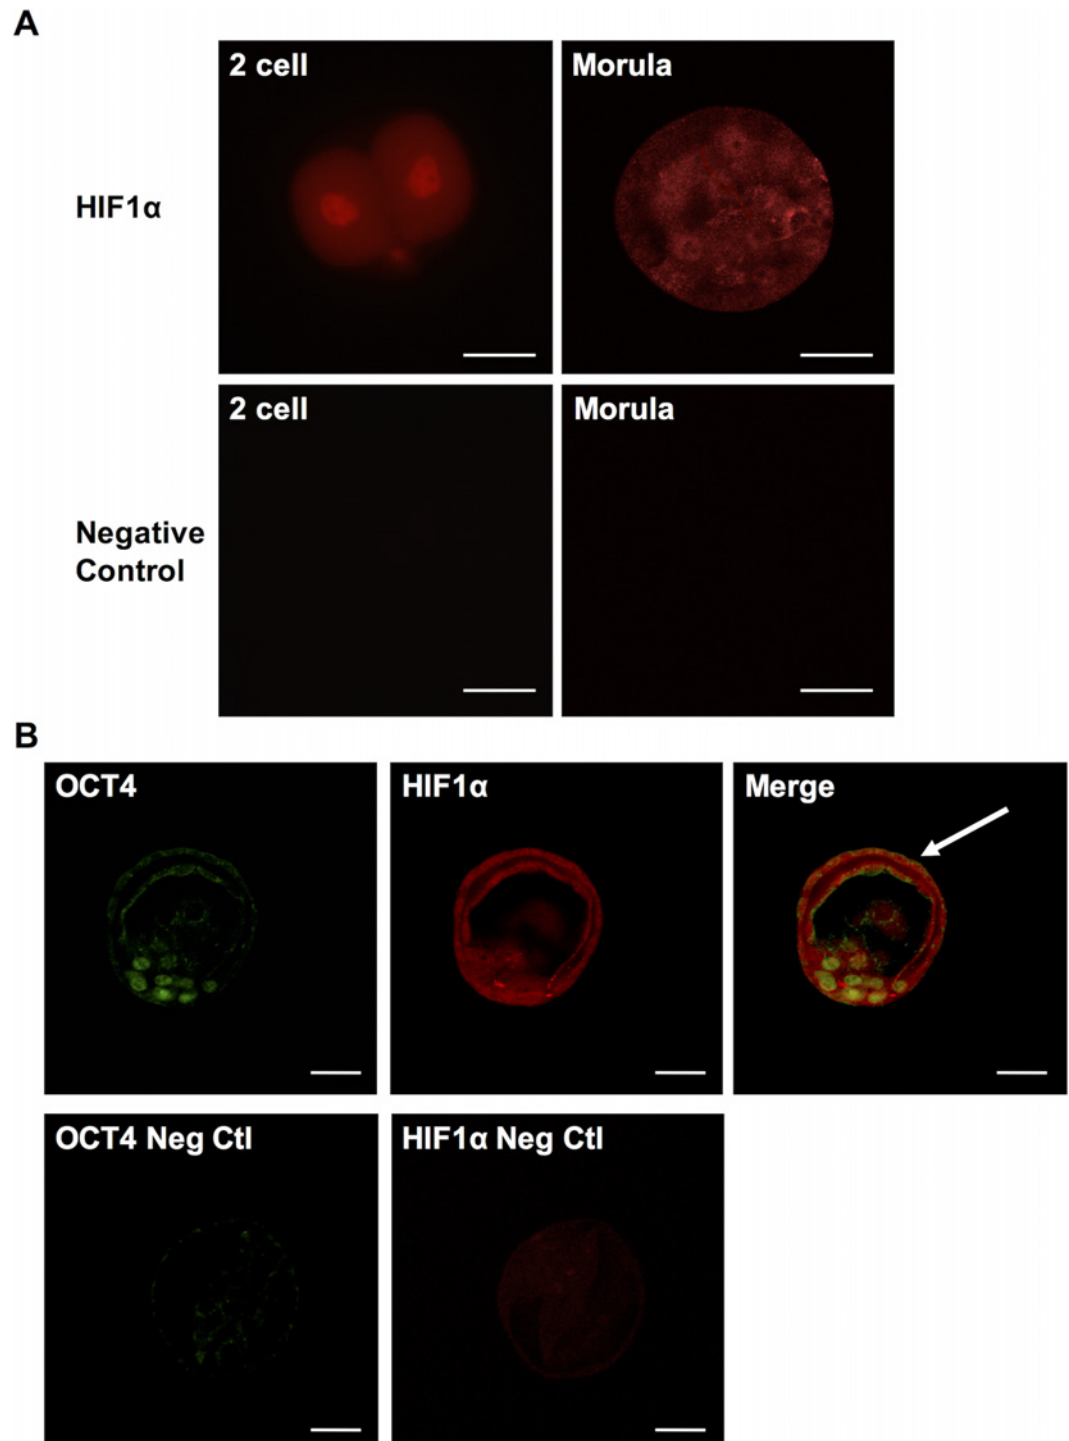 A
2 cell
Morula
HIF1α
2 cell
Morula
Negative
Control
B
OCT4
HIF1α
Merge
OCT4 Neg Ctl
HIF1α Neg Ctl